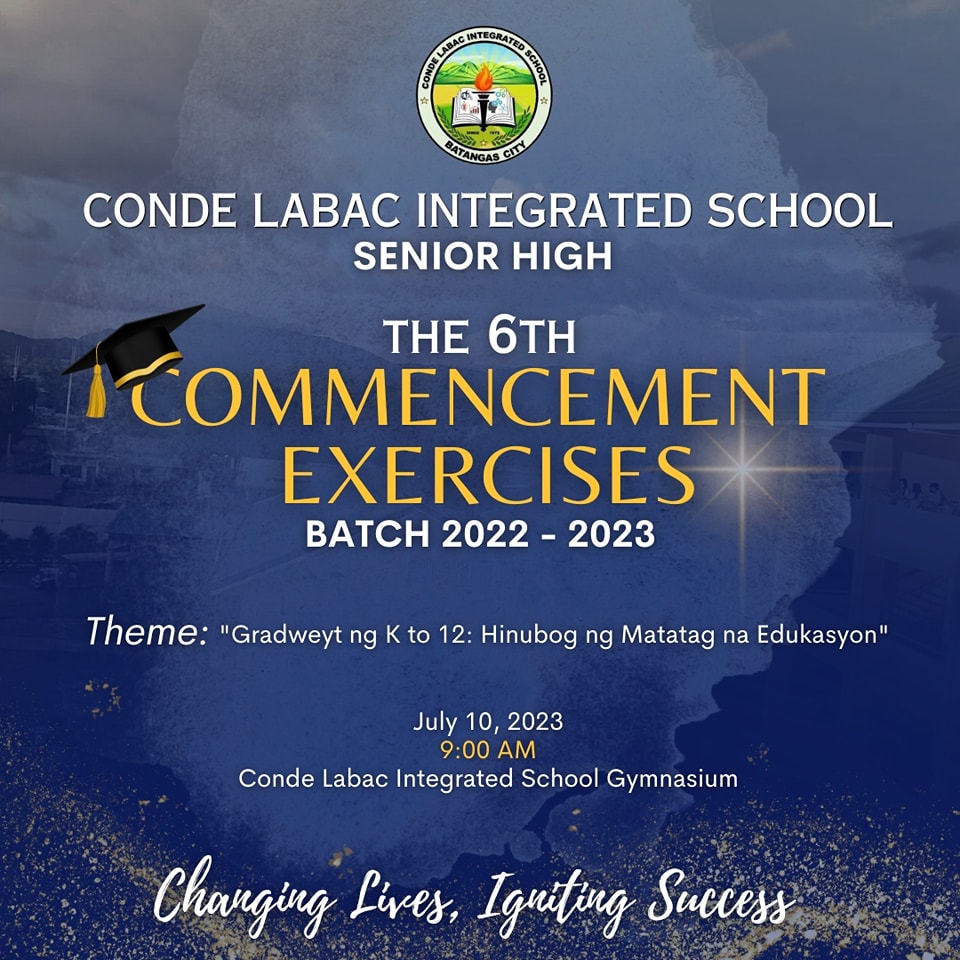 CONDE LABAC INTEGRATED SCHOOL
BATANGAS CITY
SINCE 1972
CONDE LABAC INTEGRATED SCHOOL
SENIOR HIGH
THE 6TH
COMMENCEMENT
EXERCISES
BATCH 2022 - 2023
Theme: "Gradweyt ng K to 12: Hinubog ng Matatag na Edukasyon"
July 10, 2023
9:00 AM
Conde Labac Integrated School Gymnasium
Changing Lives, Igniting Success